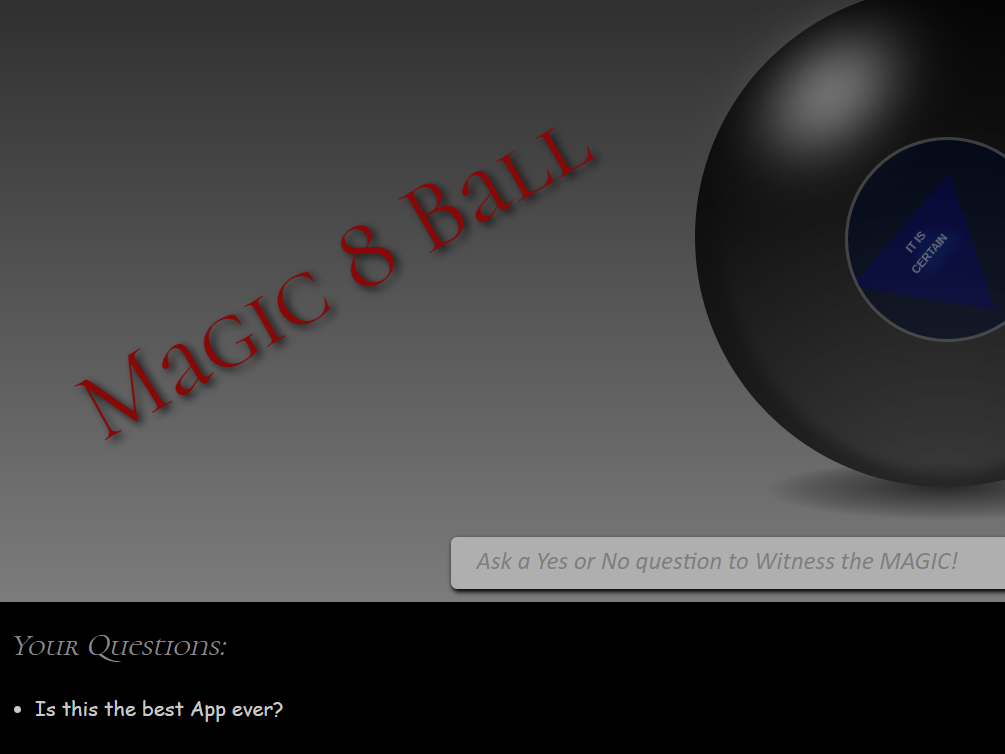 Magic 8 Ball
IT IS
CERTAIN
Ask a Yes or No question to Witness the MAGIC!
Your Questions:
• Is this the best App ever?